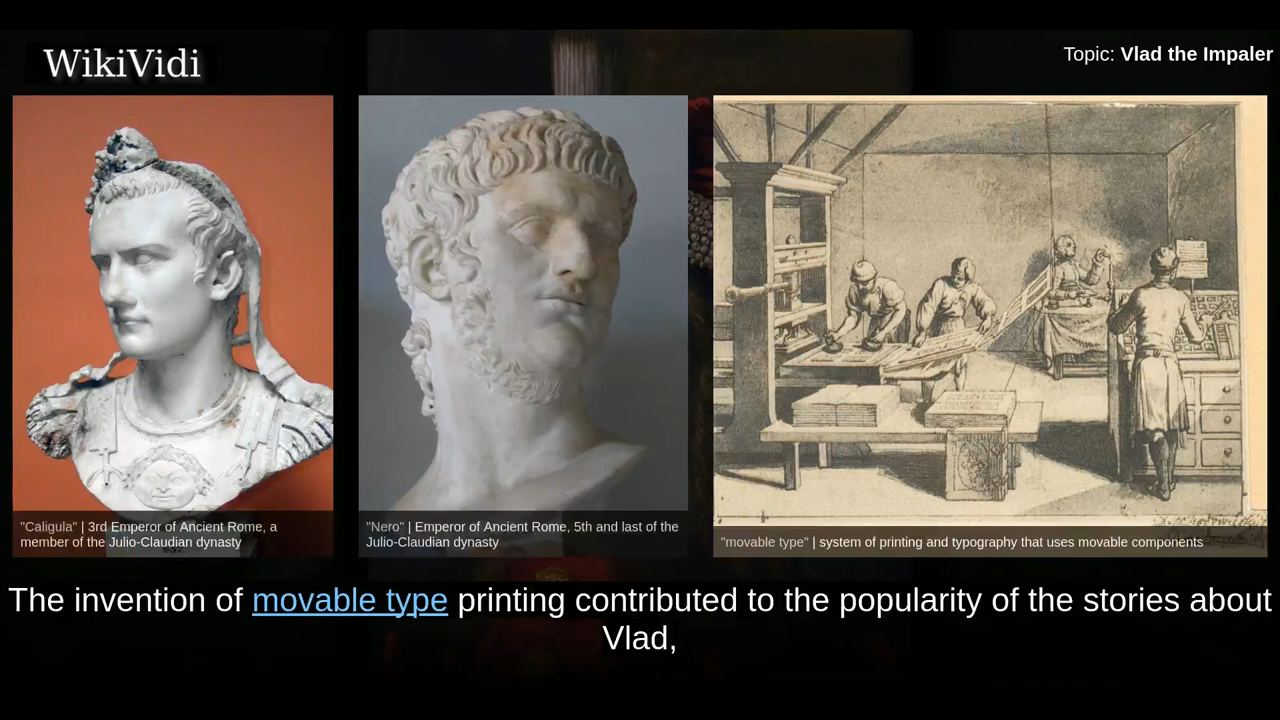 WikiVidi
Topic: Vlad the Impaler
"Caligula" | 3rd Emperor of Ancient Rome, a
member of the Julio-Claudian dynasty
"Nero" | Emperor of Ancient Rome, 5th and last of the
Julio-Claudian dynasty
"movable type" | system of printing and typography that uses movable components
The invention of movable type printing contributed to the popularity of the stories about
Vlad,